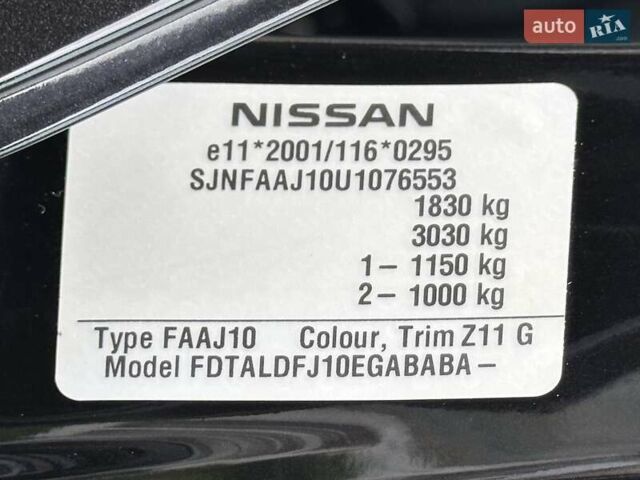 auto RIA.com
NISSAN
e11*2001/116*0295
SJNFAAJ10U1076553
1830 kg
3030 kg
1– 1150 kg
2– 1000 kg
Type FAAJ10 Colour, Trim Z11 G
Model FDTALDFJ10EGABABA–